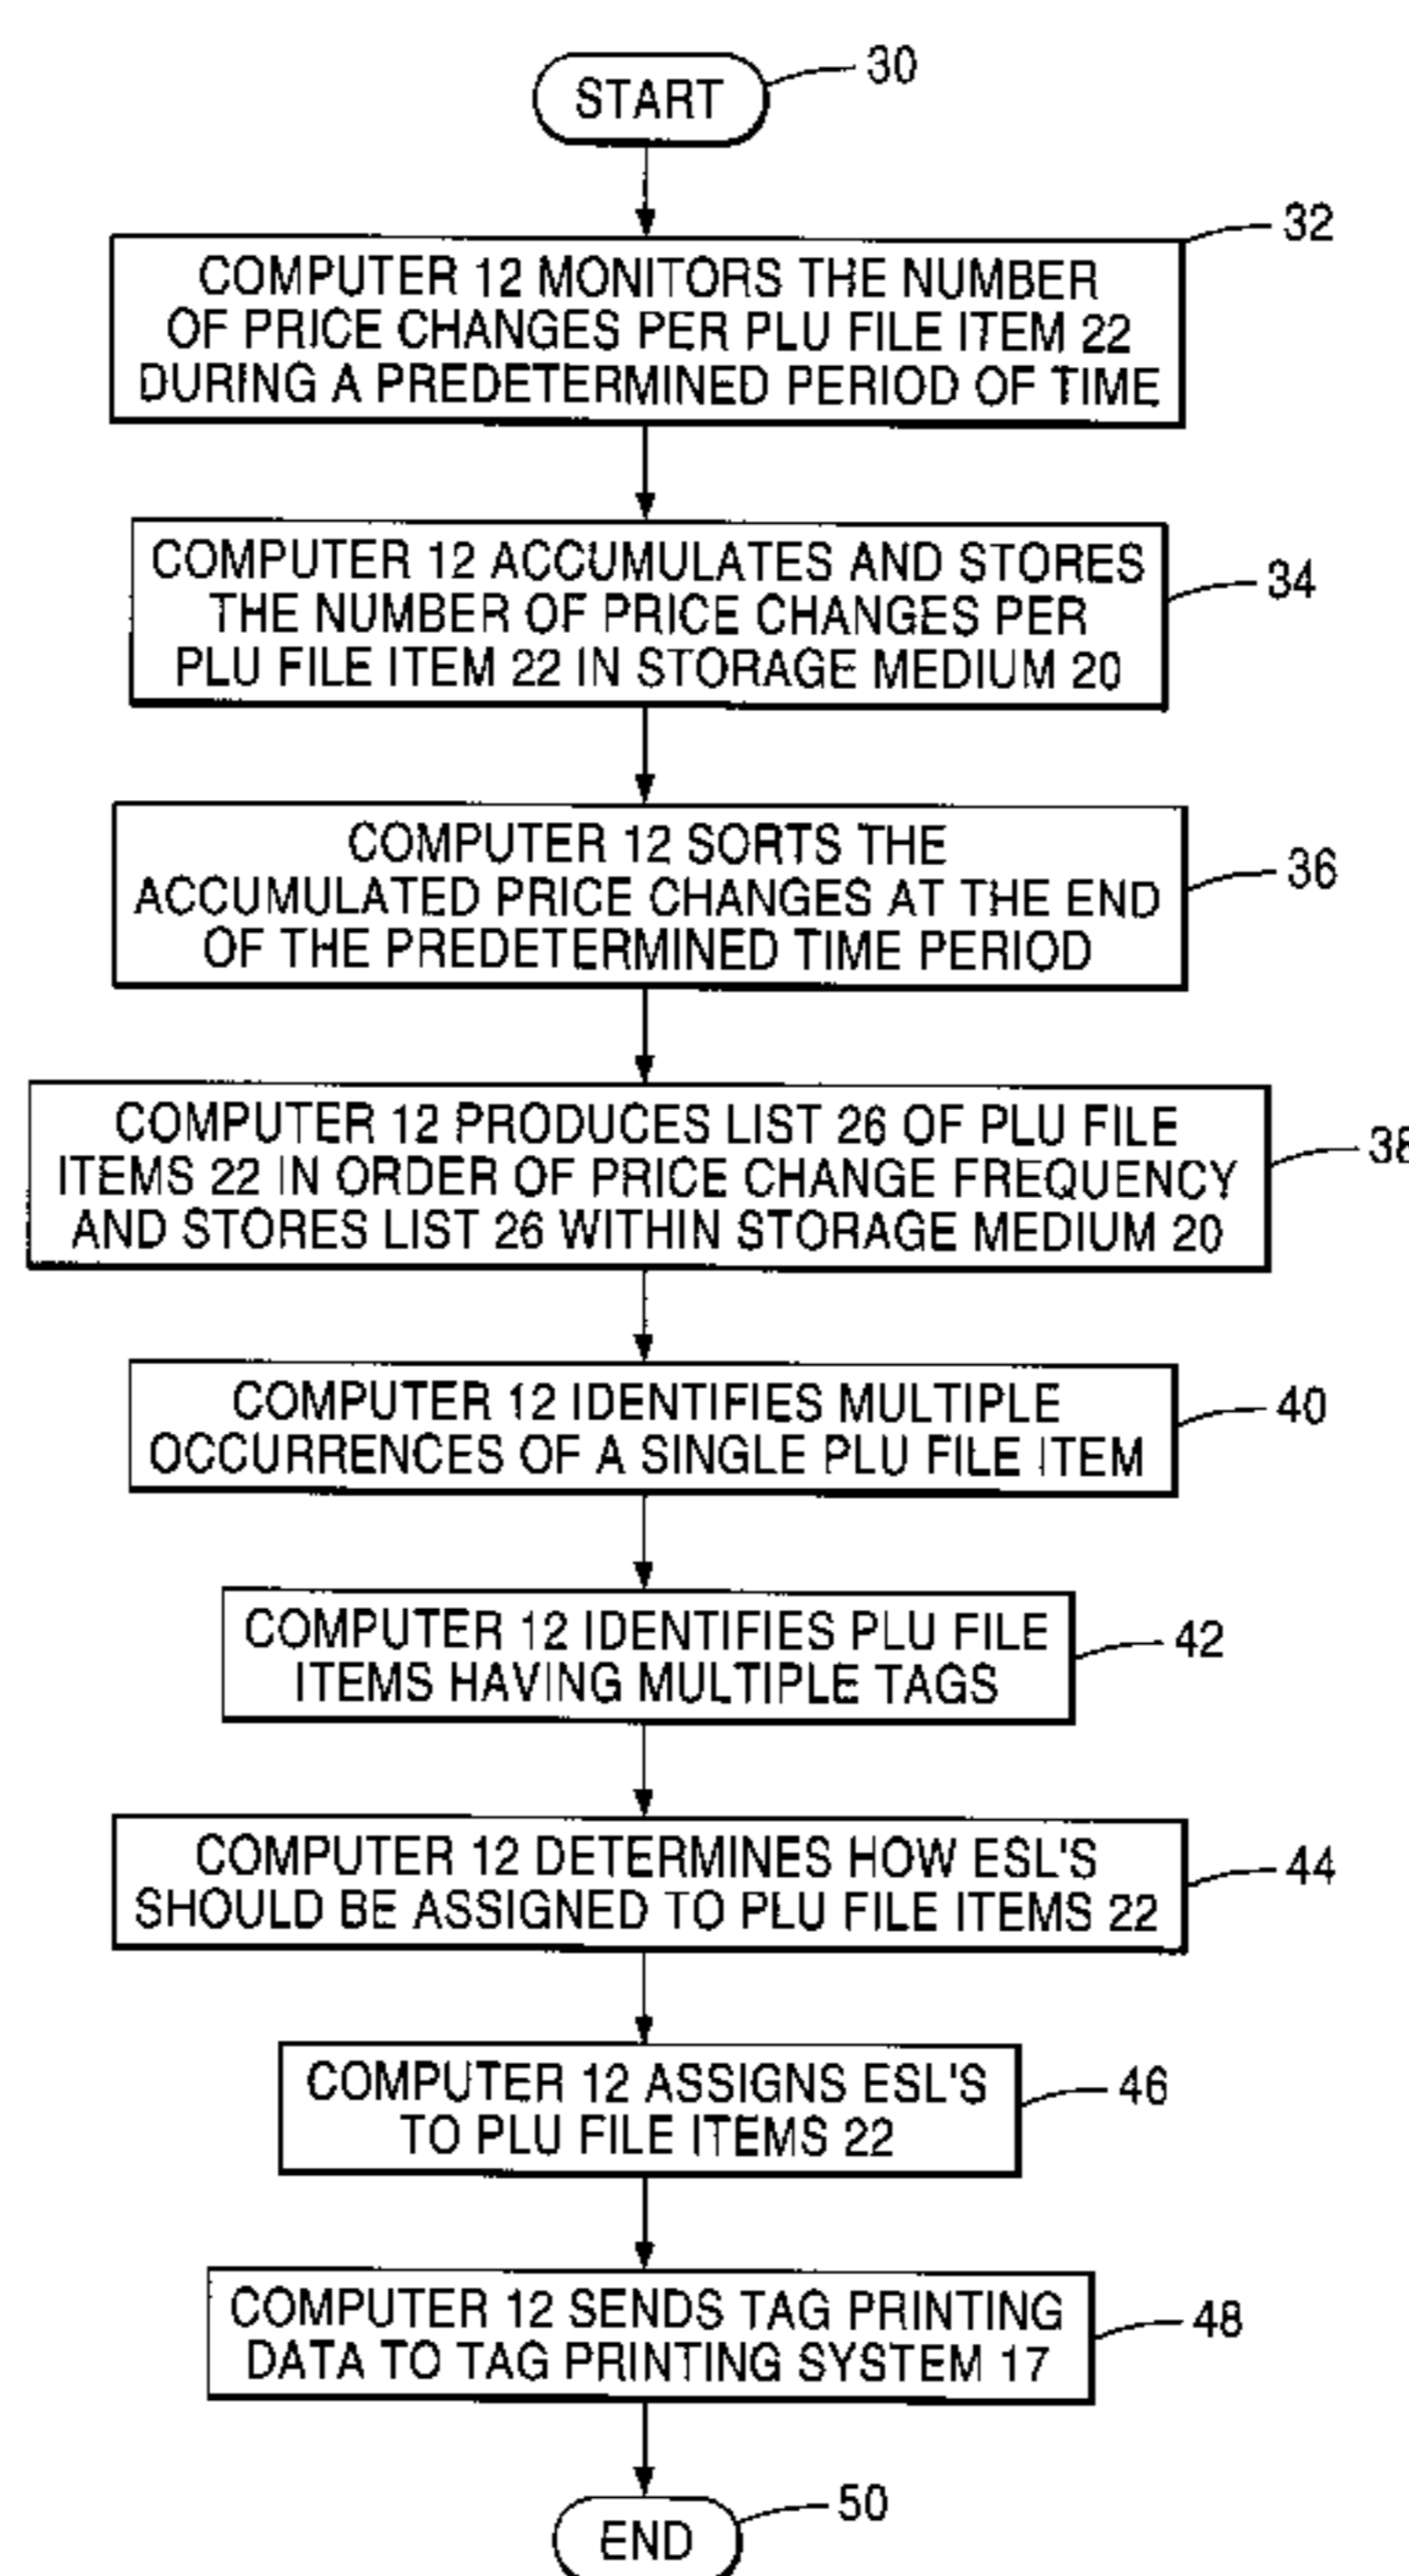 START
30
32
COMPUTER 12 MONITORS THE NUMBER
OF PRICE CHANGES PER PLU FILE ITEM 22
DURING A PREDETERMINED PERIOD OF TIME
COMPUTER 12 ACCUMULATES AND STORES
THE NUMBER OF PRICE CHANGES PER
PLU FILE ITEM 22 IN STORAGE MEDIUM 20
34
COMPUTER 12 SORTS THE
ACCUMULATED PRICE CHANGES AT THE END
OF THE PREDETERMINED TIME PERIOD
36
COMPUTER 12 PRODUCES LIST 26 OF PLU FILE
ITEMS 22 IN ORDER OF PRICE CHANGE FREQUENCY
AND STORES LIST 26 WITHIN STORAGE MEDIUM 20
38
COMPUTER 12 IDENTIFIES MULTIPLE
OCCURRENCES OF A SINGLE PLU FILE ITEM
40
COMPUTER 12 IDENTIFIES PLU FILE
ITEMS HAVING MULTIPLE TAGS
42
COMPUTER 12 DETERMINES HOW ESL'S
SHOULD BE ASSIGNED TO PLU FILE ITEMS 22
44
COMPUTER 12 ASSIGNS ESL'S
TO PLU FILE ITEMS 22
46
COMPUTER 12 SENDS TAG PRINTING
DATA TO TAG PRINTING SYSTEM 17
48
END
50